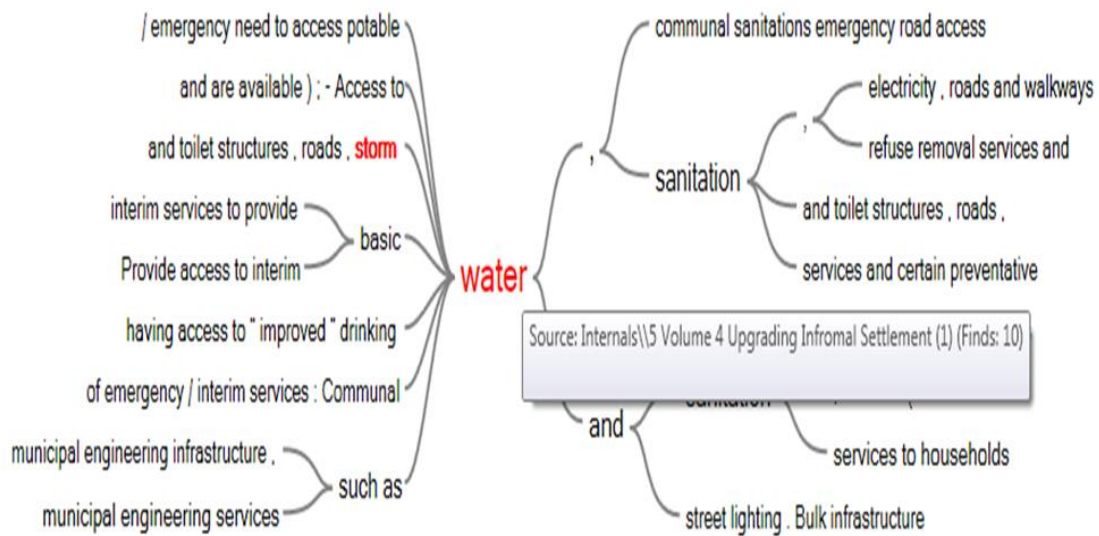 / emergency need to access potable
and are available ) ; - Access to
and toilet structures , roads , storm
interim services to provide
basic
Provide access to interim
having access to " improved " drinking
of emergency / interim services : Communal
municipal engineering infrastructure ,
such as
municipal engineering services
water
communal sanitations emergency road access
,
sanitation
,
electricity , roads and walkways
refuse removal services and
and toilet structures , roads ,
services and certain preventative
Source: Internals\\5 Volume 4 Upgrading Infromal Settlement (1) (Finds: 10)
and
services to households
street lighting . Bulk infrastructure